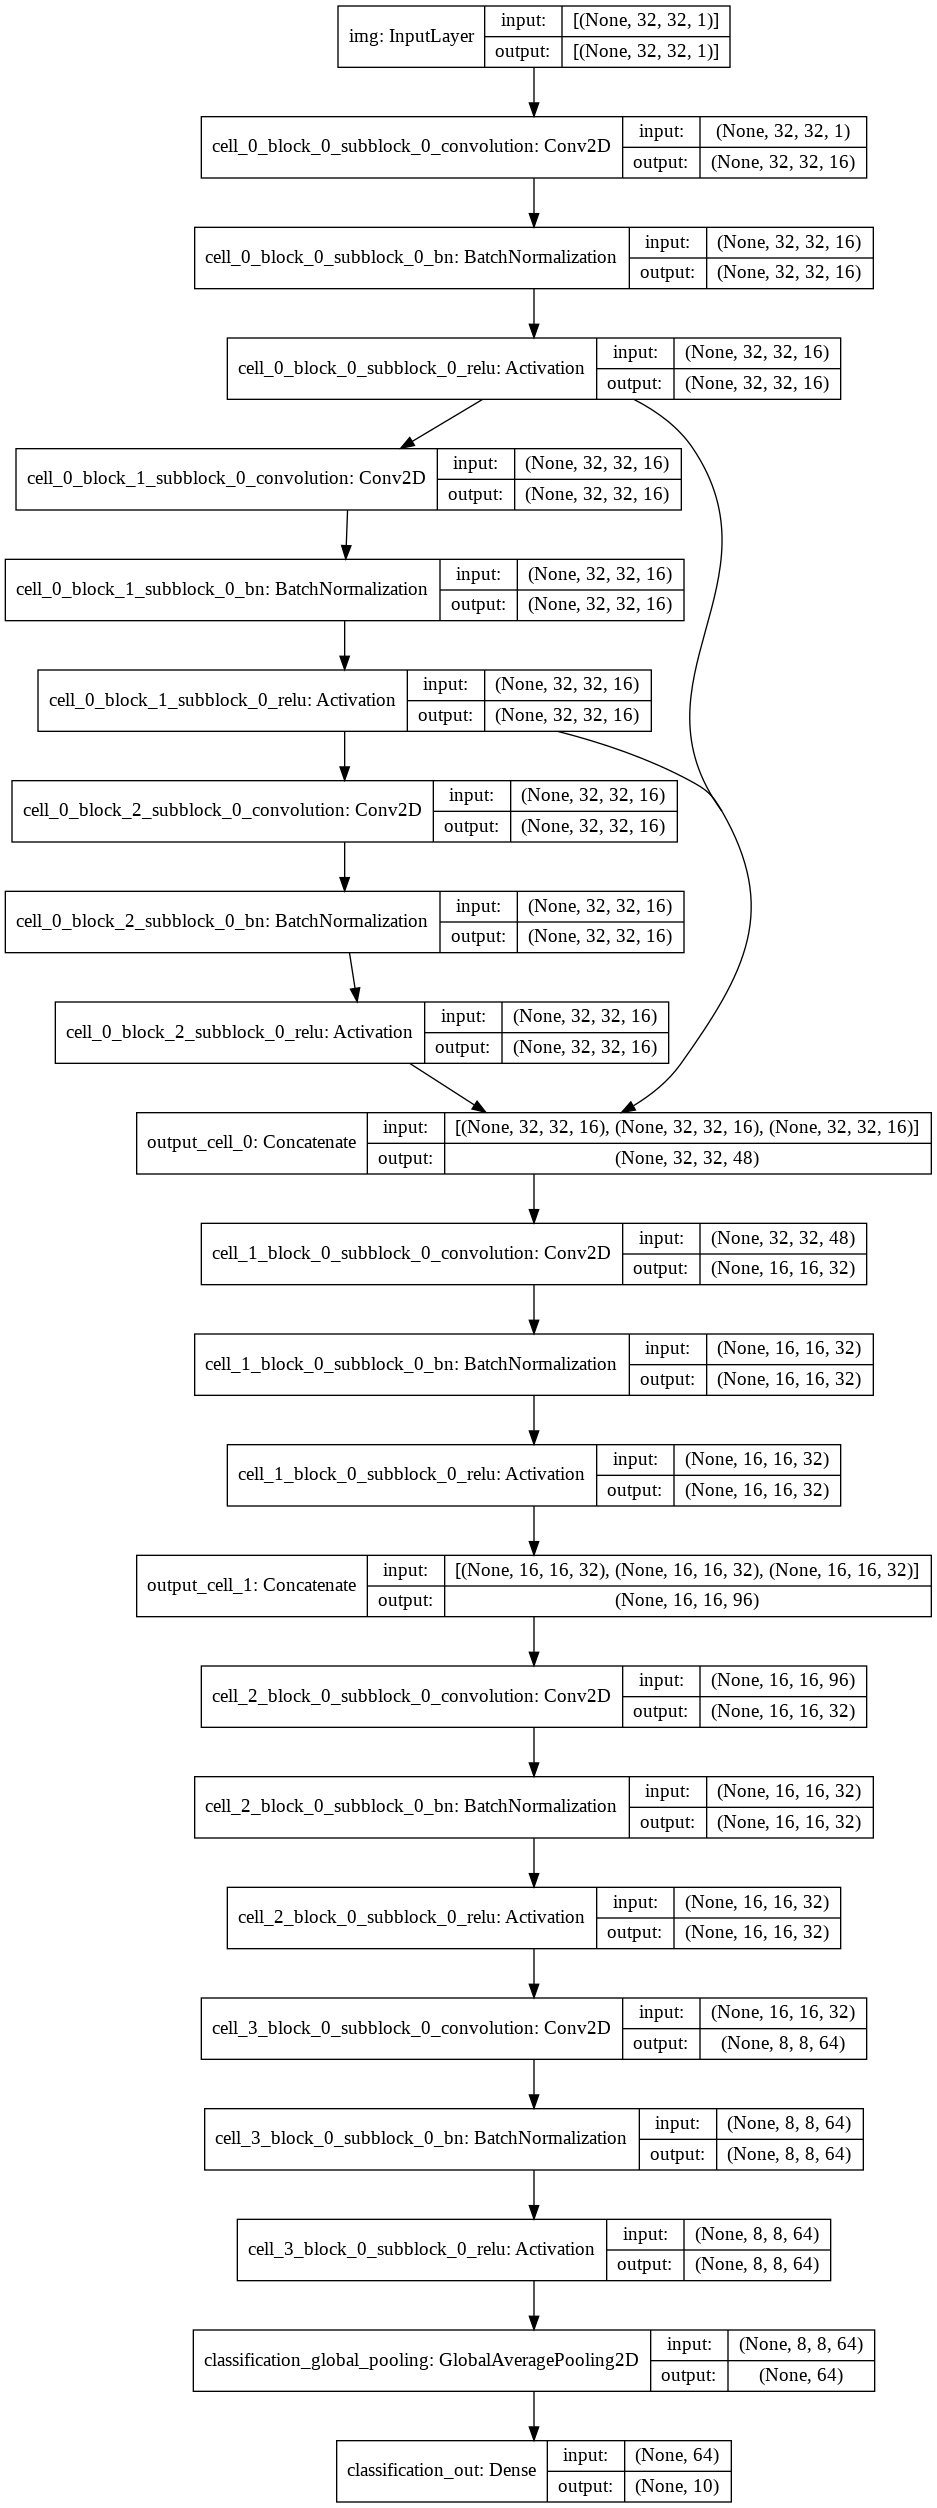 img: InputLayer
input:
[(None, 32, 32, 1)]
output:
[(None, 32, 32, 1)]
cell_0_block_0_subblock_0_convolution: Conv2D
input:
(None, 32, 32, 1)
output:
(None, 32, 32, 16)
cell_0_block_0_subblock_0_bn: BatchNormalization
input:
(None, 32, 32, 16)
output:
(None, 32, 32, 16)
cell_0_block_0_subblock_0_relu: Activation
input:
(None, 32, 32, 16)
output:
(None, 32, 32, 16)
cell_0_block_1_subblock_0_convolution: Conv2D
input:
(None, 32, 32, 16)
output:
(None, 32, 32, 16)
cell_0_block_1_subblock_0_bn: BatchNormalization
input:
(None, 32, 32, 16)
output:
(None, 32, 32, 16)
cell_0_block_1_subblock_0_relu: Activation
input:
(None, 32, 32, 16)
output:
(None, 32, 32, 16)
cell_0_block_2_subblock_0_convolution: Conv2D
input:
(None, 32, 32, 16)
output:
(None, 32, 32, 16)
cell_0_block_2_subblock_0_bn: BatchNormalization
input:
(None, 32, 32, 16)
output:
(None, 32, 32, 16)
cell_0_block_2_subblock_0_relu: Activation
input:
(None, 32, 32, 16)
output:
(None, 32, 32, 16)
output_cell_0: Concatenate
input:
[(None, 32, 32, 16), (None, 32, 32, 16), (None, 32, 32, 16)]
output:
(None, 32, 32, 48)
cell_1_block_0_subblock_0_convolution: Conv2D
input:
(None, 32, 32, 48)
output:
(None, 16, 16, 32)
cell_1_block_0_subblock_0_bn: BatchNormalization
input:
(None, 16, 16, 32)
output:
(None, 16, 16, 32)
cell_1_block_0_subblock_0_relu: Activation
input:
(None, 16, 16, 32)
output:
(None, 16, 16, 32)
output_cell_1: Concatenate
input:
[(None, 16, 16, 32), (None, 16, 16, 32), (None, 16, 16, 32)]
output:
(None, 16, 16, 96)
cell_2_block_0_subblock_0_convolution: Conv2D
input:
(None, 16, 16, 96)
output:
(None, 16, 16, 32)
cell_2_block_0_subblock_0_bn: BatchNormalization
input:
(None, 16, 16, 32)
output:
(None, 16, 16, 32)
cell_2_block_0_subblock_0_relu: Activation
input:
(None, 16, 16, 32)
output:
(None, 16, 16, 32)
cell_3_block_0_subblock_0_convolution: Conv2D
input:
(None, 16, 16, 32)
output:
(None, 8, 8, 64)
cell_3_block_0_subblock_0_bn: BatchNormalization
input:
(None, 8, 8, 64)
output:
(None, 8, 8, 64)
cell_3_block_0_subblock_0_relu: Activation
input:
(None, 8, 8, 64)
output:
(None, 8, 8, 64)
classification_global_pooling: GlobalAveragePooling2D
input:
(None, 8, 8, 64)
output:
(None, 64)
classification_out: Dense
input:
(None, 64)
output:
(None, 10)